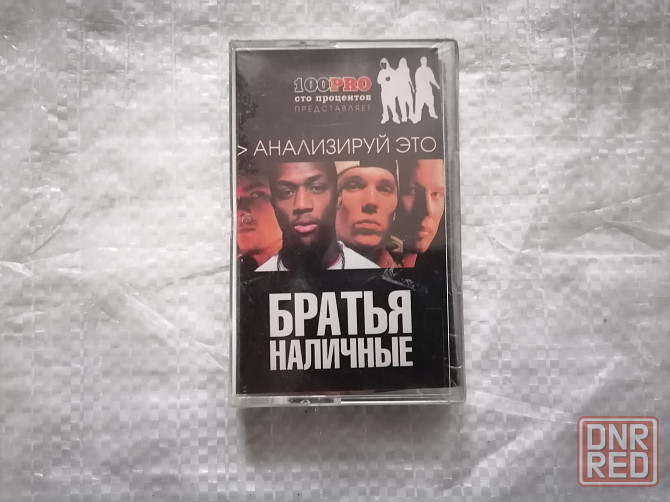 100PRO
сто процентов
ПРЕДСТАВЛЯЕТ
> АНАЛИЗИРУЙ ЭТО
БРАТЬЯ
НАЛИЧНЫЕ
DNR
RED